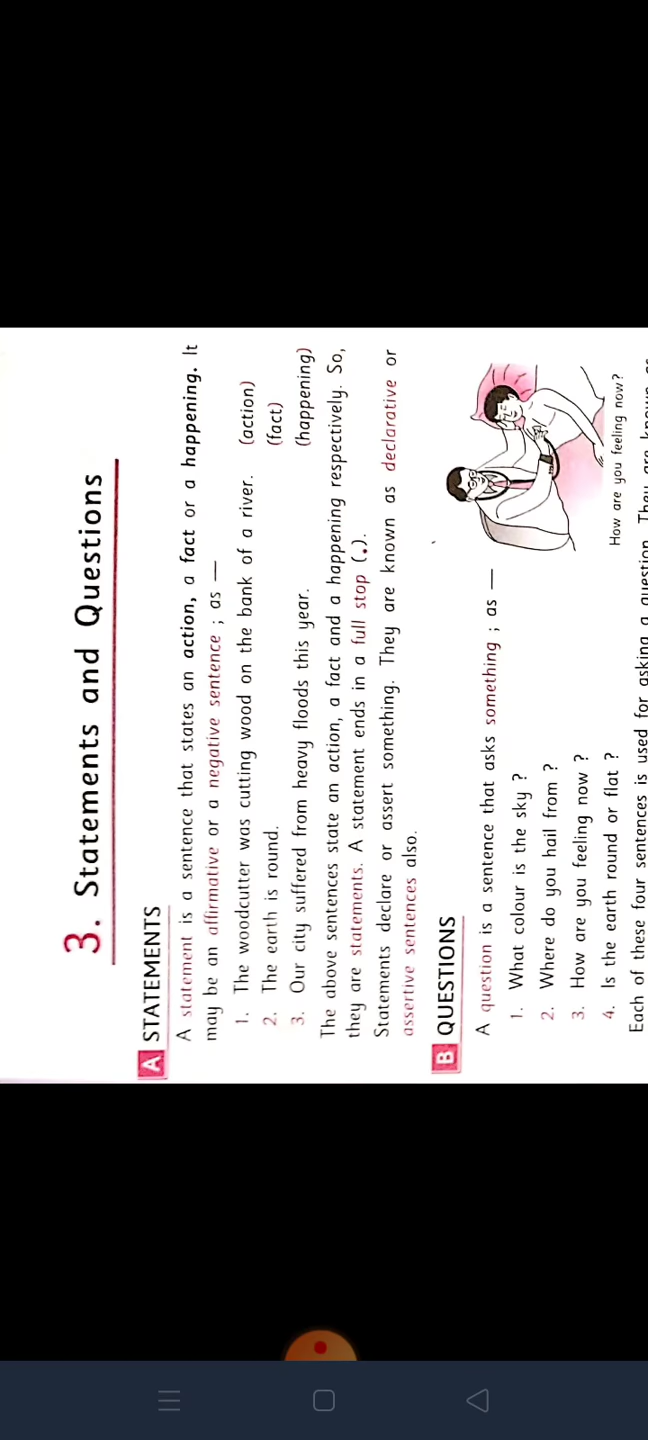 3. Statements and Questions
A STATEMENTS
A statement is a sentence that states an action, a fact or a happening. It
may be an affirmative or a negative sentence ; as —
1. The woodcutter was cutting wood on the bank of a river. (action)
2. The earth is round. (fact)
3. Our city suffered from heavy floods this year. (happening)
The above sentences state an action, a fact and a happening respectively. So,
they are statements. A statement ends in a full stop (.).
Statements declare or assert something. They are known as declarative or
assertive sentences also.
B QUESTIONS
A question is a sentence that asks something ; as —
1. What colour is the sky ?
2. Where do you hail from ?
3. How are you feeling now ?
4. Is the earth round or flat ?
How are you feeling now?
Each of these four sentences is used for asking a question. They are known as